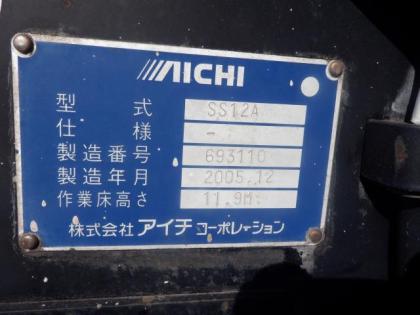 AICHI
型式 SS12A
仕様 -
製造番号 693110
製造年月 2005.12
作業床高さ 11.9M
株式会社 アイチ コーポレーション